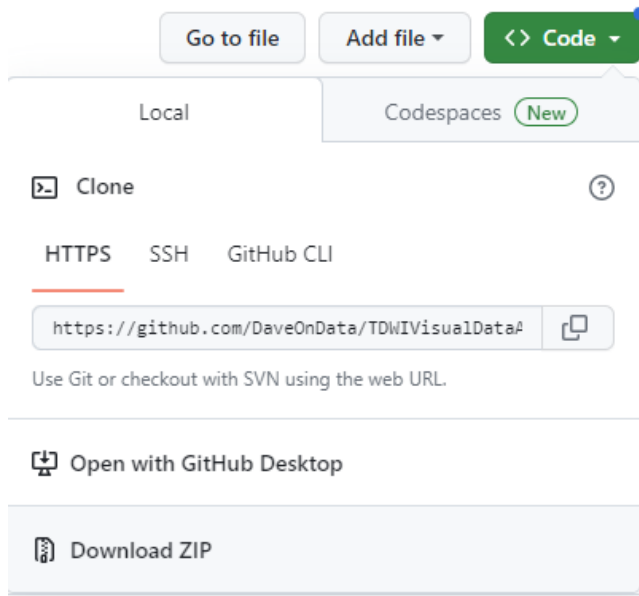 Go to file Add file <> Code
Local Codespaces New
Clone
HTTPS SSH GitHub CLI
https://github.com/DaveOnData/TDWIVisualDataA
Use Git or checkout with SVN using the web URL.
Open with GitHub Desktop
Download ZIP